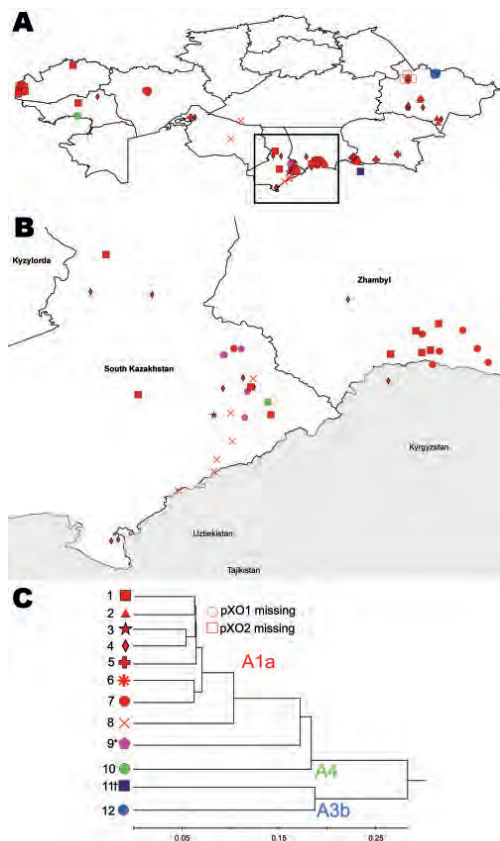 A
B
Kyzylorda
Zhambyl
South Kazakhstan
Kyrgyzstan
Uzbekistan
Tajikistan
C
1
2
pXO1 missing
3
pXO2 missing
4
5
A1a
6
7
8
9*
10
A4
11†
12
A3b
0.05
0.15
0.25